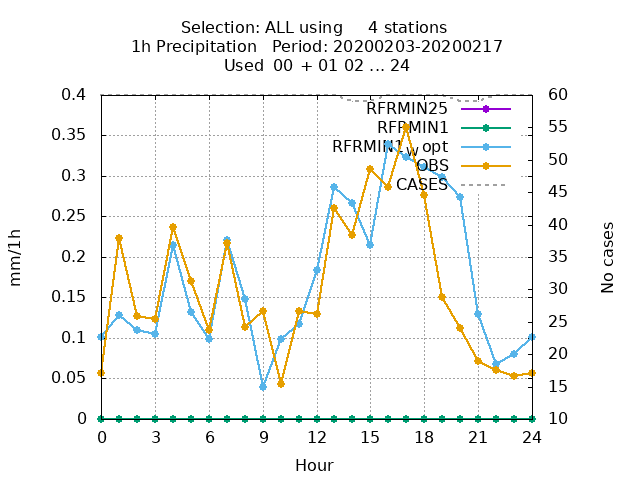 Selection: ALL using     4 stations
1h Precipitation   Period: 20200203-20200217
Used  00 + 01 02 ... 24
0.4
0.35
0.3
0.25
0.2
0.15
0.1
0.05
0
60
55
50
45
40
35
30
25
20
15
10
RFRMIN25
RFRMIN1
RFRMIN1_W_opt
OBS
CASES
mm/1h
No cases
0 3 6 9 12 15 18 21 24
Hour